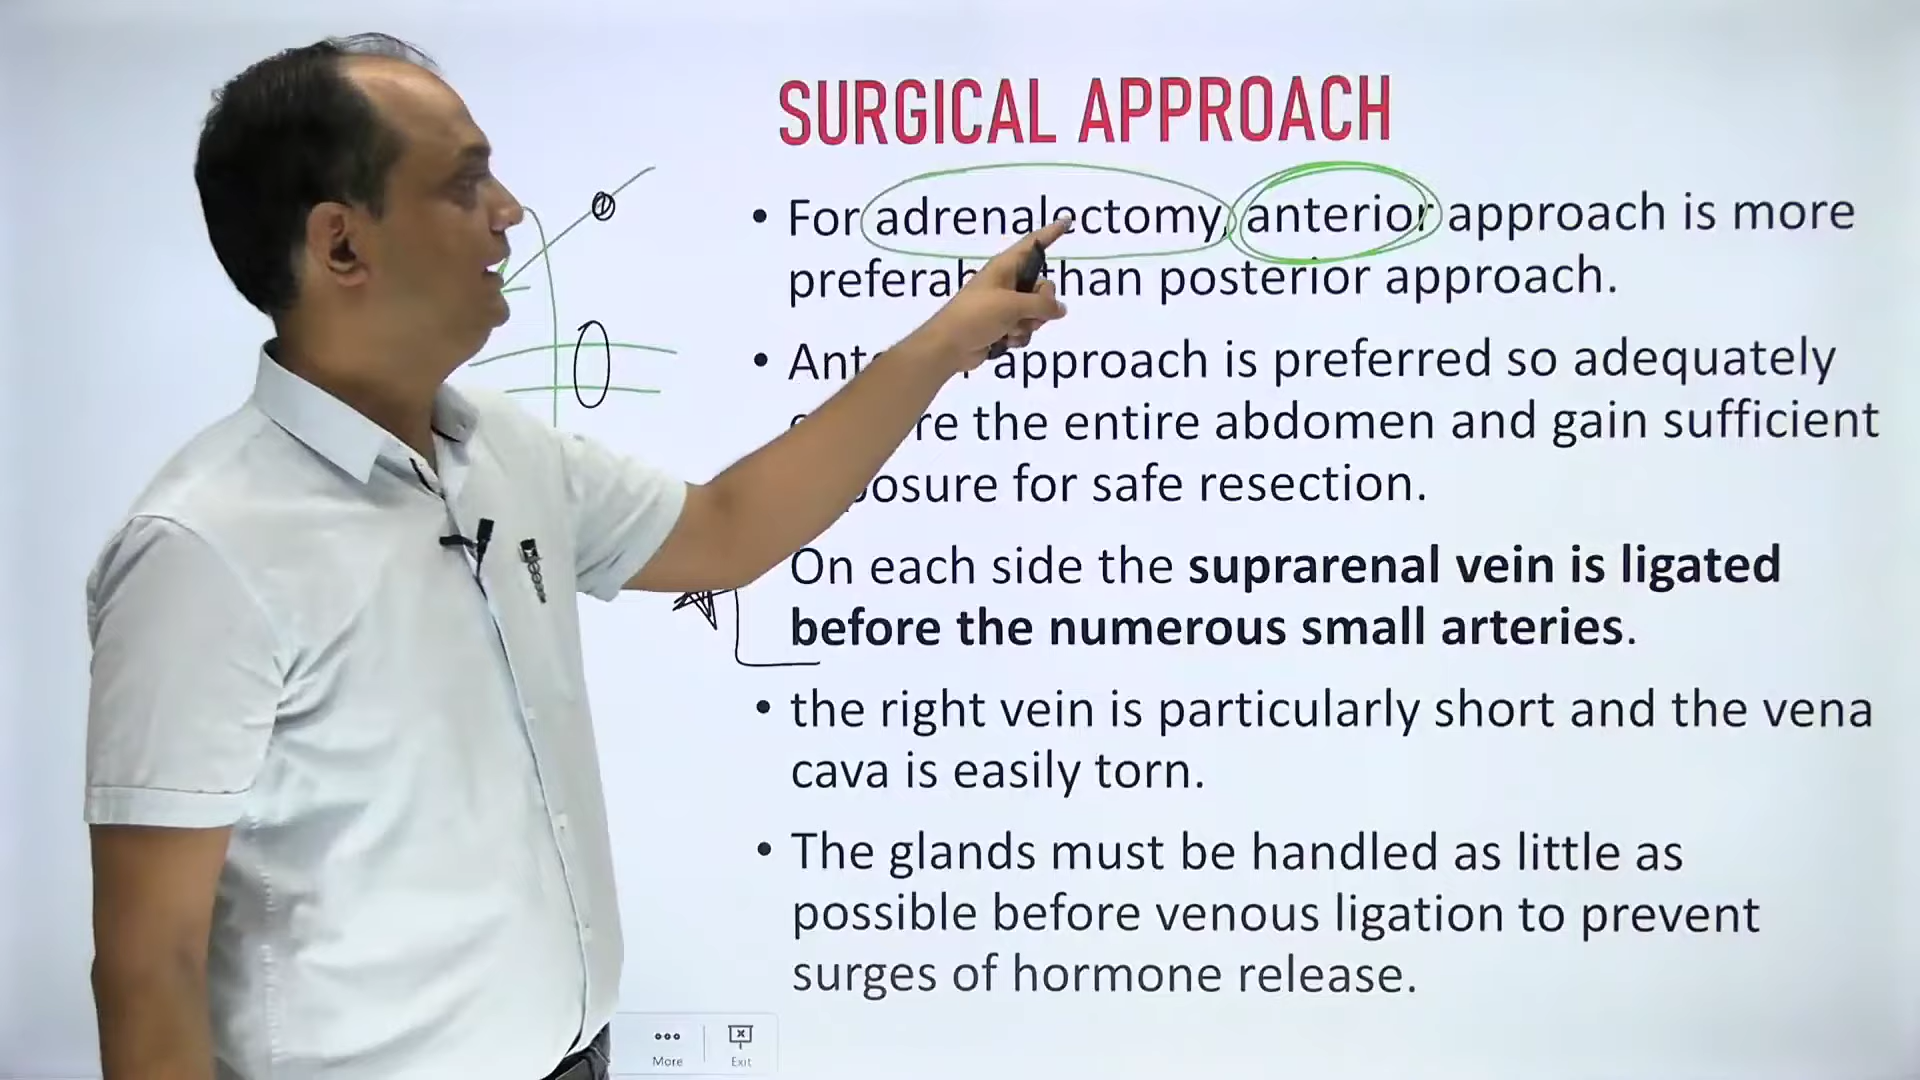 SURGICAL APPROACH
• For adrenalectomy, anterior approach is more
than posterior approach.
• approach is preferred so adequately
the entire abdomen and gain sufficient
for safe resection.
On each side the suprarenal vein is ligated
before the numerous small arteries.
• the right vein is particularly short and the vena
cava is easily torn.
• The glands must be handled as little as
possible before venous ligation to prevent
surges of hormone release.
More
Exit